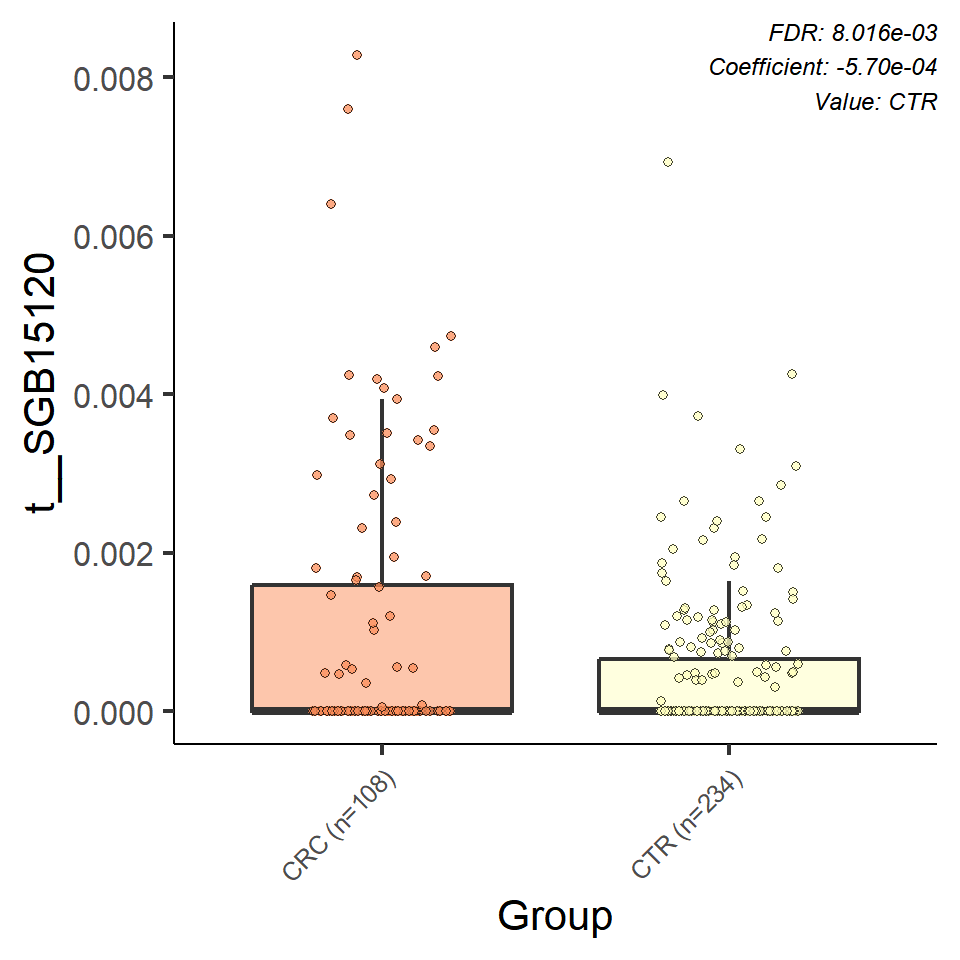 FDR: 8.016e-03
Coefficient: -5.70e-04
Value: CTR
t__SGB15120
0.008
0.006
0.004
0.002
0.000
CRC (n=108)
CTR (n=234)
Group